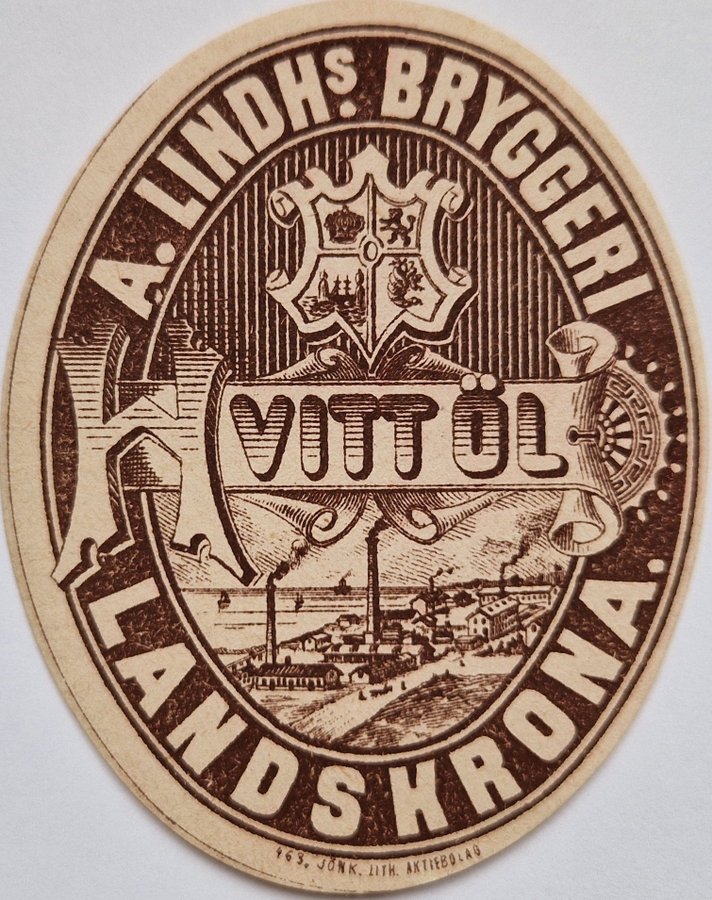 A. LINDHS. BRYGGERI
HVITT ÖL
LANDSKRONA.
463. JÖNK. LITH. AKTIEBOLAG